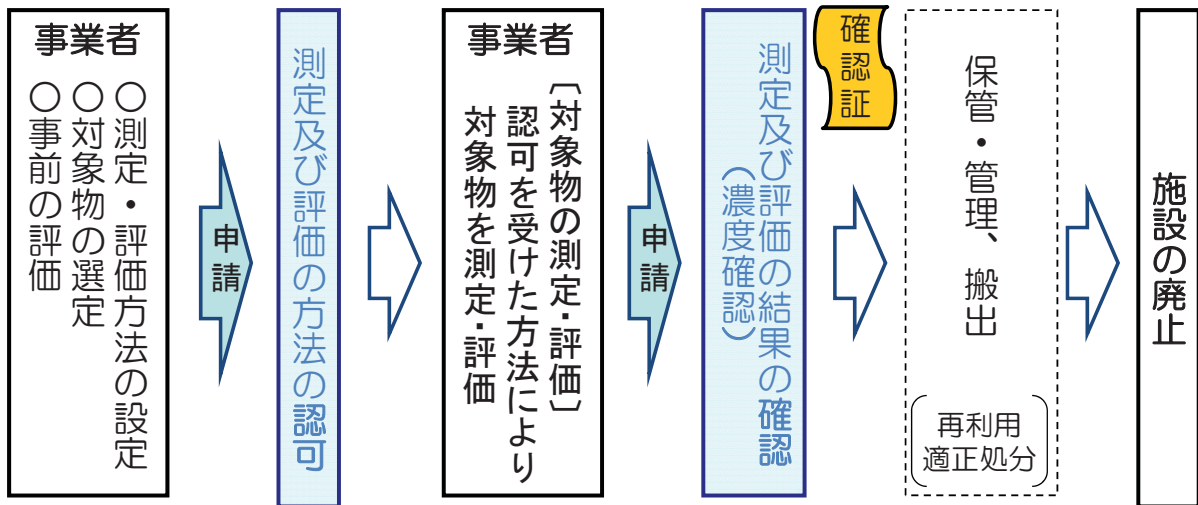 事業者
○測定・評価方法の設定
○対象物の選定
○事前の評価
申請
測定及び評価の方法の認可
事業者
〔対象物の測定・評価〕
認可を受けた方法により
対象物を測定・評価
申請
測定及び評価の結果の確認
(濃度確認)
確認証
保管・管理、搬出
再利用
適正処分
施設の廃止